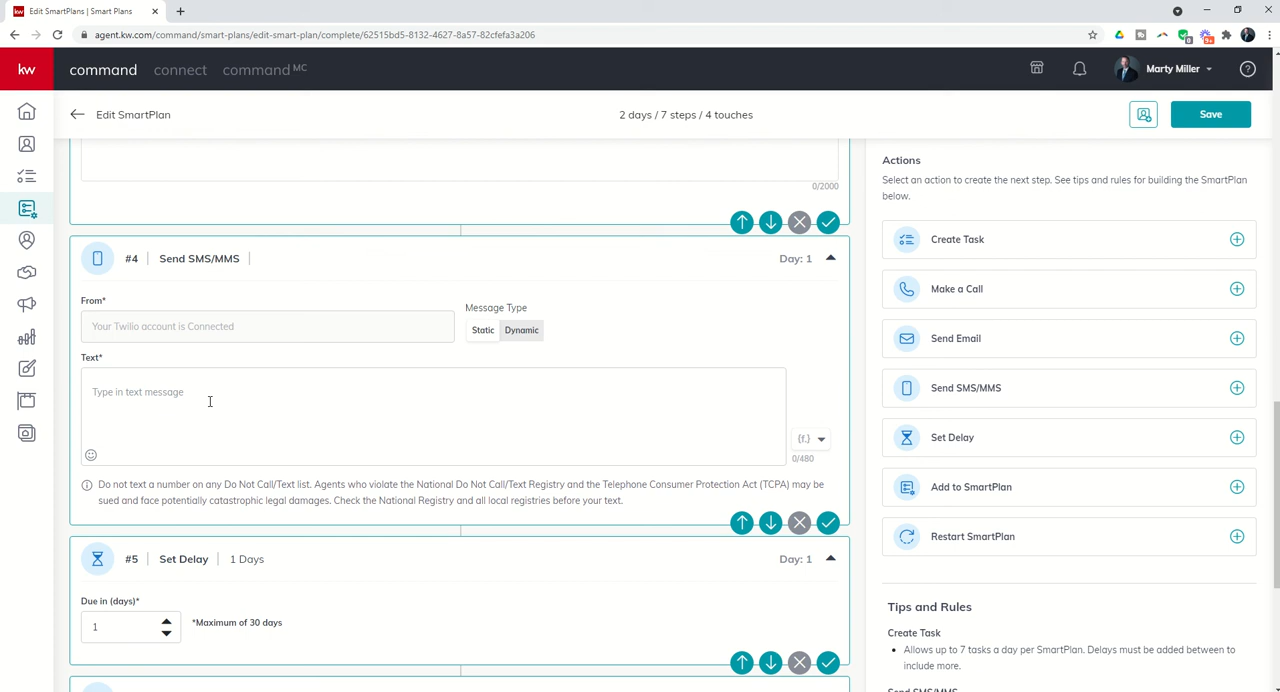 Edit SmartPlans | Smart Plans
agent.kw.com/command/smart-plans/edit-smart-plan/complete/62515bd5-8132-4627-8a57-82cfefa3a206
kw
command
connect
command MC
Marty Miller
Edit SmartPlan
2 days / 7 steps / 4 touches
Save
0/2000
#4
Send SMS/MMS
Day: 1
From*
Your Twilio account is Connected
Message Type
Static
Dynamic
Text*
Type in text message
{f.}
0/480
Do not text a number on any Do Not Call/Text list. Agents who violate the National Do Not Call/Text Registry and the Telephone Consumer Protection Act (TCPA) may be
sued and face potentially catastrophic legal damages. Check the National Registry and all local registries before your text.
#5
Set Delay
1 Days
Day: 1
Due in (days)*
1
*Maximum of 30 days
Actions
Select an action to create the next step. See tips and rules for building the SmartPlan
below.
Create Task
Make a Call
Send Email
Send SMS/MMS
Set Delay
Add to SmartPlan
Restart SmartPlan
Tips and Rules
Create Task
Allows up to 7 tasks a day per SmartPlan. Delays must be added between to
include more.
Send SMS/MMS